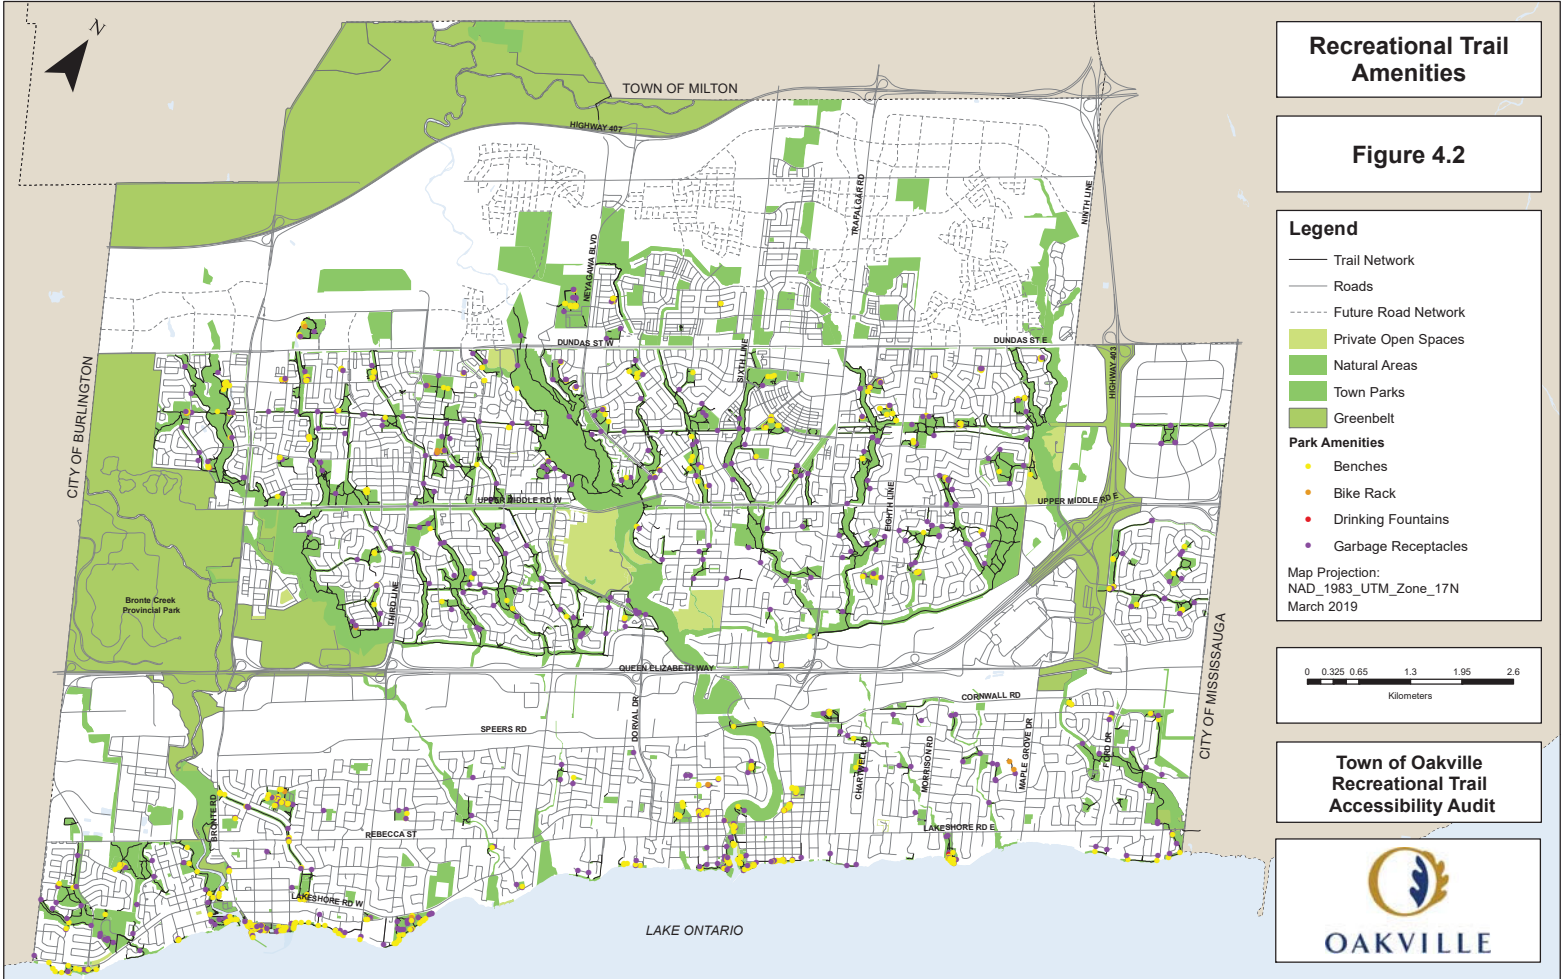 N
TOWN OF MILTON
HIGHWAY 407
NEYAGAWA BLVD
TRAFALGAR RD
NINTH LINE
DUNDAS ST W
SIXTH LINE
DUNDAS ST E
HIGHWAY 403
CITY OF BURLINGTON
UPPER MIDDLE RD W
EIGHTH LINE
UPPER MIDDLE RD E
Bronte Creek
Provincial Park
THIRD LINE
QUEEN ELIZABETH WAY
CITY OF MISSISSAUGA
CORNWALL RD
SPEERS RD
DORVAL DR
CHARTWELL RD
MORRISON RD
MAPLE GROVE DR
FORD DR
BRONTE RD
REBECCA ST
LAKESHORE RD E
LAKESHORE RD W
LAKE ONTARIO
Recreational Trail
Amenities
Figure 4.2
Legend
Trail Network
Roads
Future Road Network
Private Open Spaces
Natural Areas
Town Parks
Greenbelt
Park Amenities
Benches
Bike Rack
Drinking Fountains
Garbage Receptacles
Map Projection:
NAD_1983_UTM_Zone_17N
March 2019
0 0.325 0.65 1.3 1.95 2.6
Kilometers
Town of Oakville
Recreational Trail
Accessibility Audit
OAKVILLE